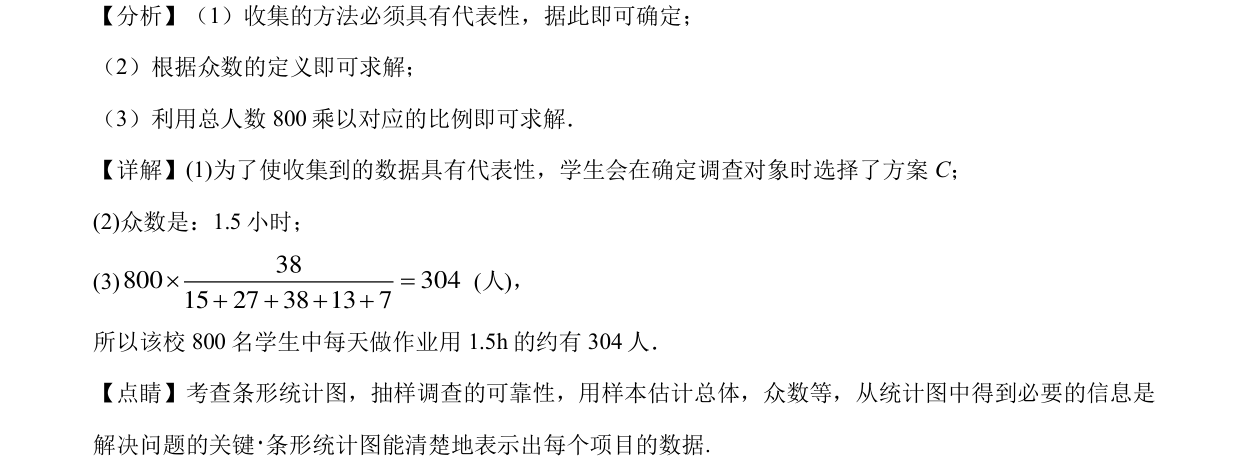 【分析】（1）收集的方法必须具有代表性，据此即可确定；
（2）根据众数的定义即可求解；
（3）利用总人数 800 乘以对应的比例即可求解．
【详解】(1)为了使收集到的数据具有代表性，学生会在确定调查对象时选择了方案 C；
(2)众数是：1.5 小时；
(3) 800 × 38 / (15 + 27 + 38 + 13 + 7) = 304 (人)，
所以该校 800 名学生中每天做作业用 1.5h 的约有 304 人．
【点睛】考查条形统计图，抽样调查的可靠性，用样本估计总体，众数等，从统计图中得到必要的信息是
解决问题的关键·条形统计图能清楚地表示出每个项目的数据.